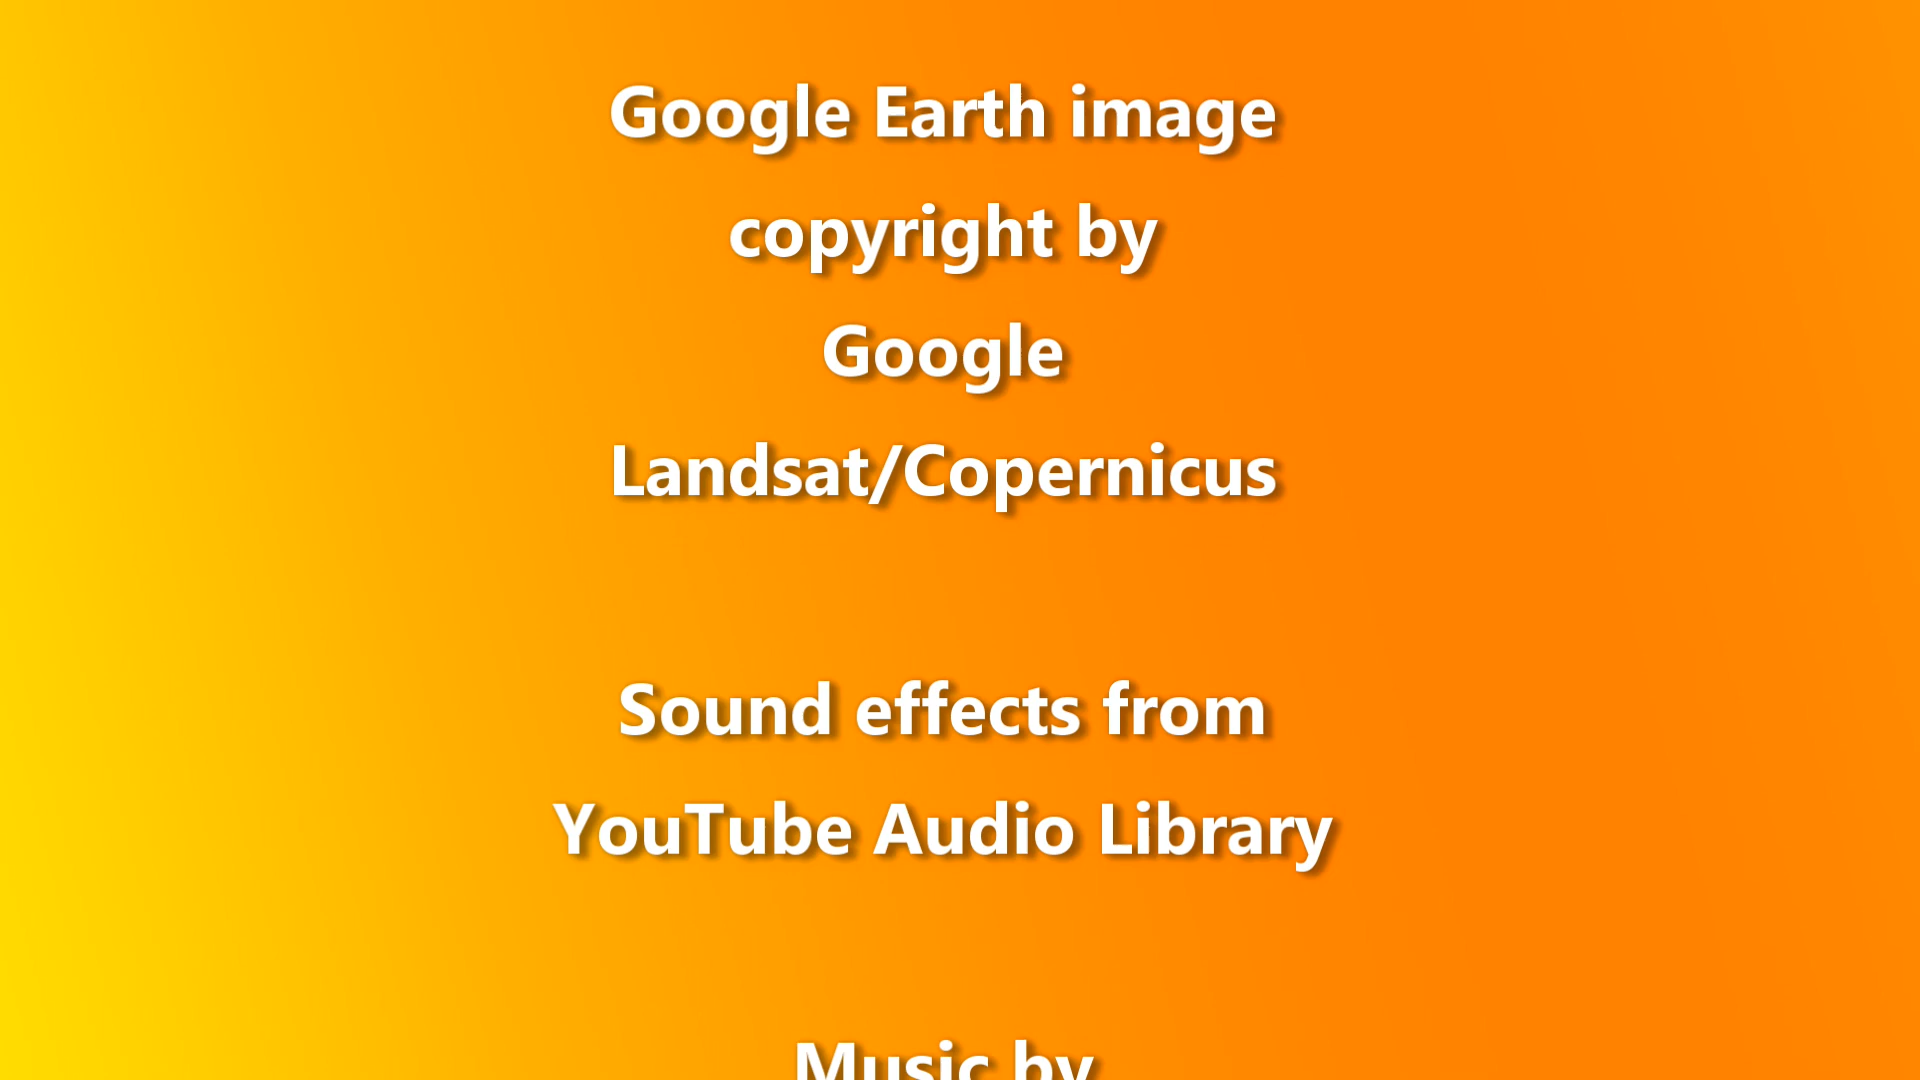 Google Earth image
copyright by
Google
Landsat/Copernicus
Sound effects from
YouTube Audio Library
Music by